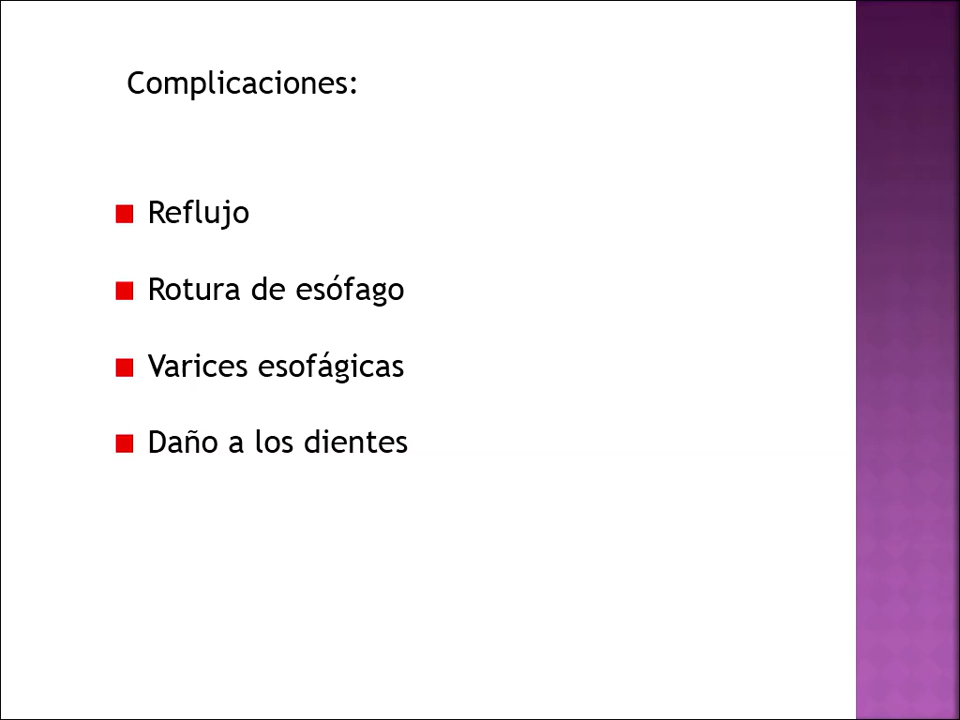 Complicaciones:
Reflujo
Rotura de esófago
Varices esofágicas
Daño a los dientes